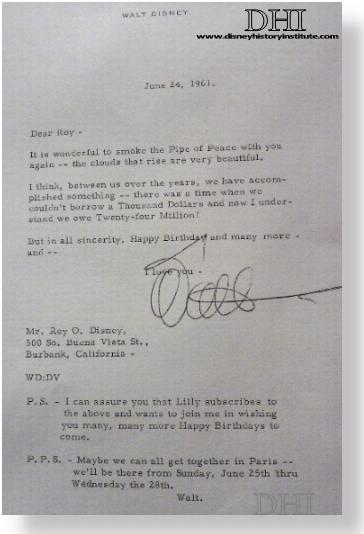 WALT DISNEY
DHI
www.disneyhistoryinstitute.com
June 24, 1961.
Dear Roy -
It is wonderful to smoke the Pipe of Peace with you
again -- the clouds that rise are very beautiful.
I think, between us over the years, we have accom-
plished something -- there was a time when we
couldn't borrow a Thousand Dollars and now I under-
stand we owe Twenty-four Million!
But in all sincerity, Happy Birthday and many more -
and --
I love you -
Walt
Mr. Roy O. Disney,
500 So. Buena Vista St.,
Burbank, California -
WD:DV
P.S. - I can assure you that Lilly subscribes to
the above and wants to join me in wishing
you many, many more Happy Birthdays to
come.
P.P.S. - Maybe we can all get together in Paris --
we'll be there from Sunday, June 25th thru
Wednesday the 28th.
Walt.
DHI